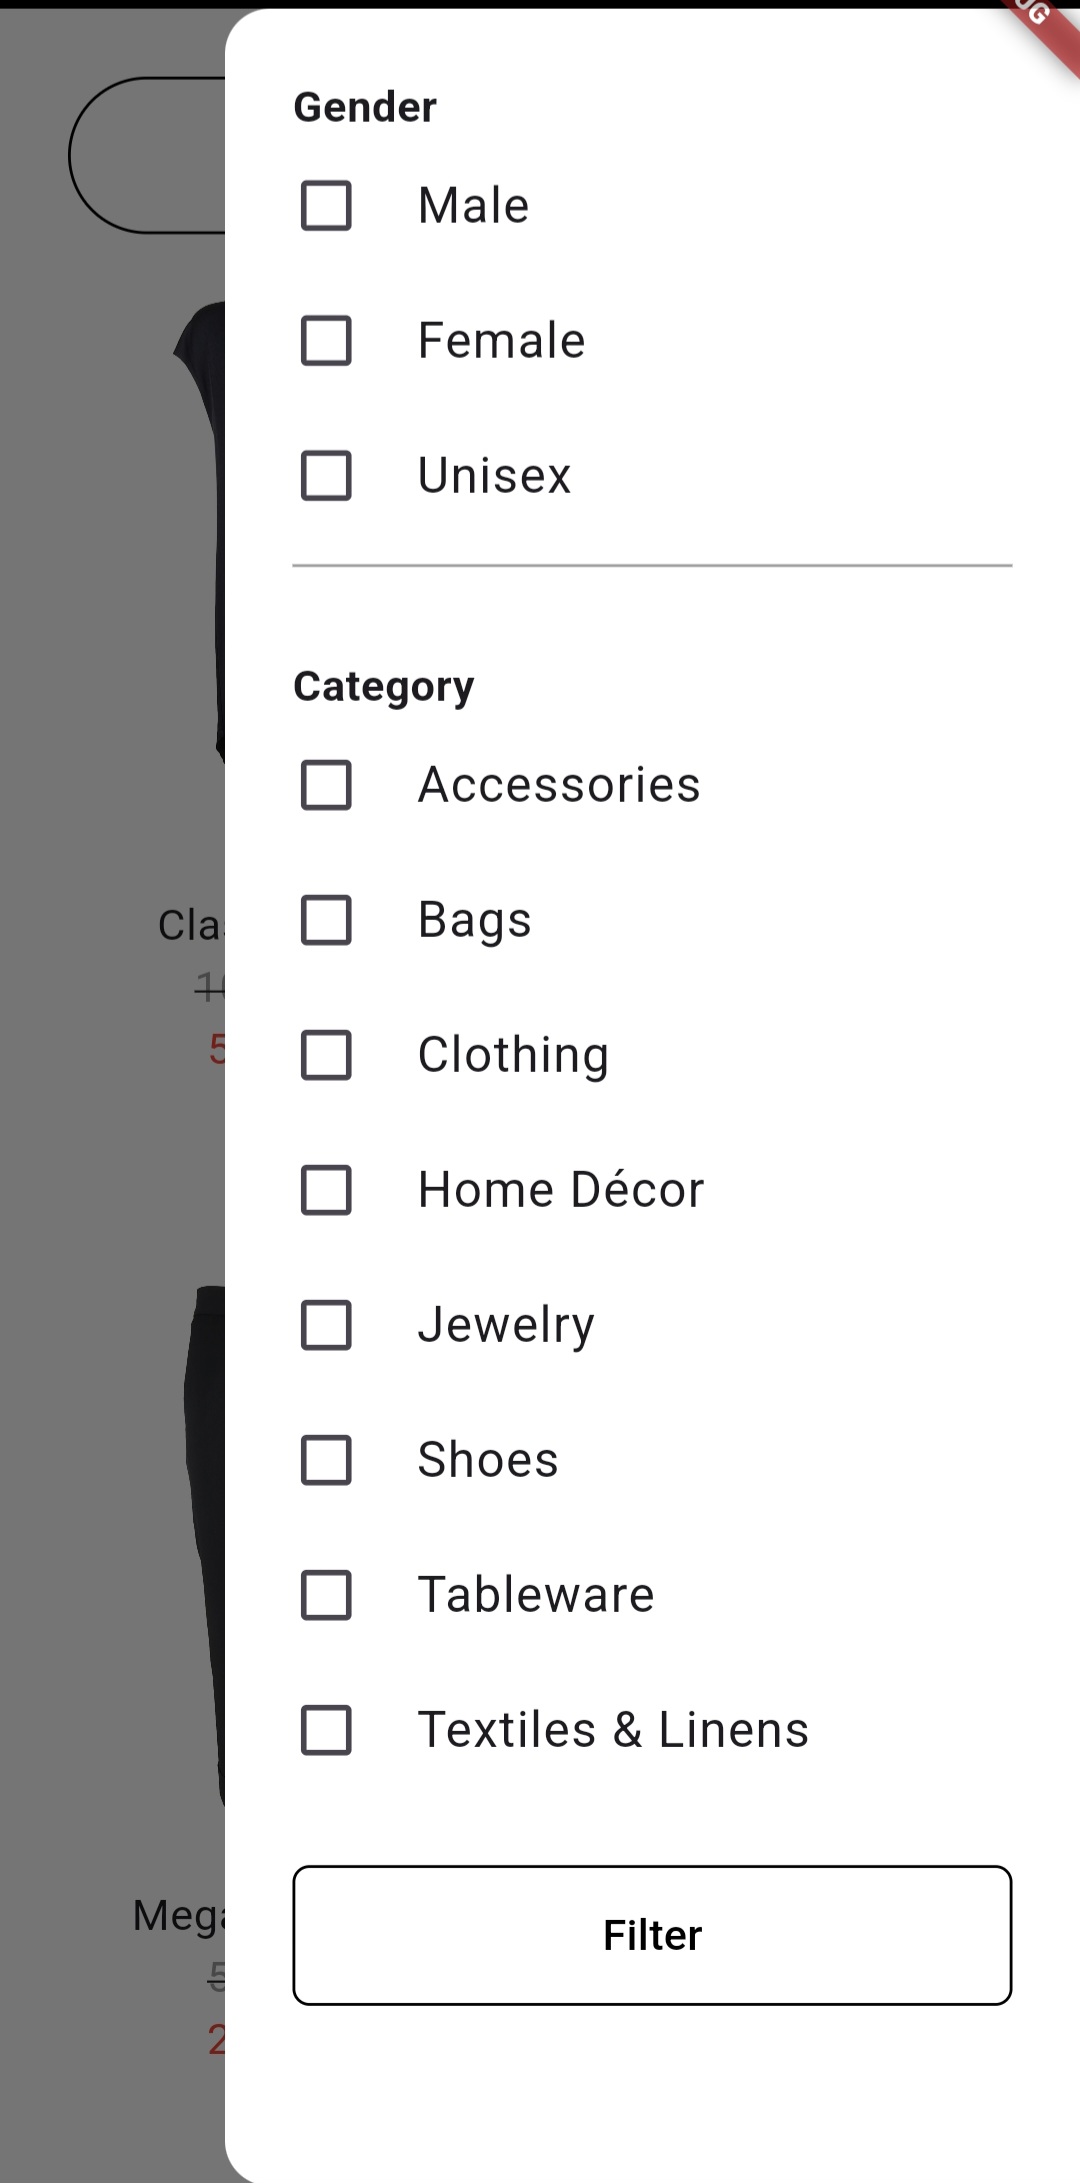 Gender
Male
Female
Unisex
Category
Accessories
Bags
Clothing
Home Décor
Jewelry
Shoes
Tableware
Textiles & Linens
Filter